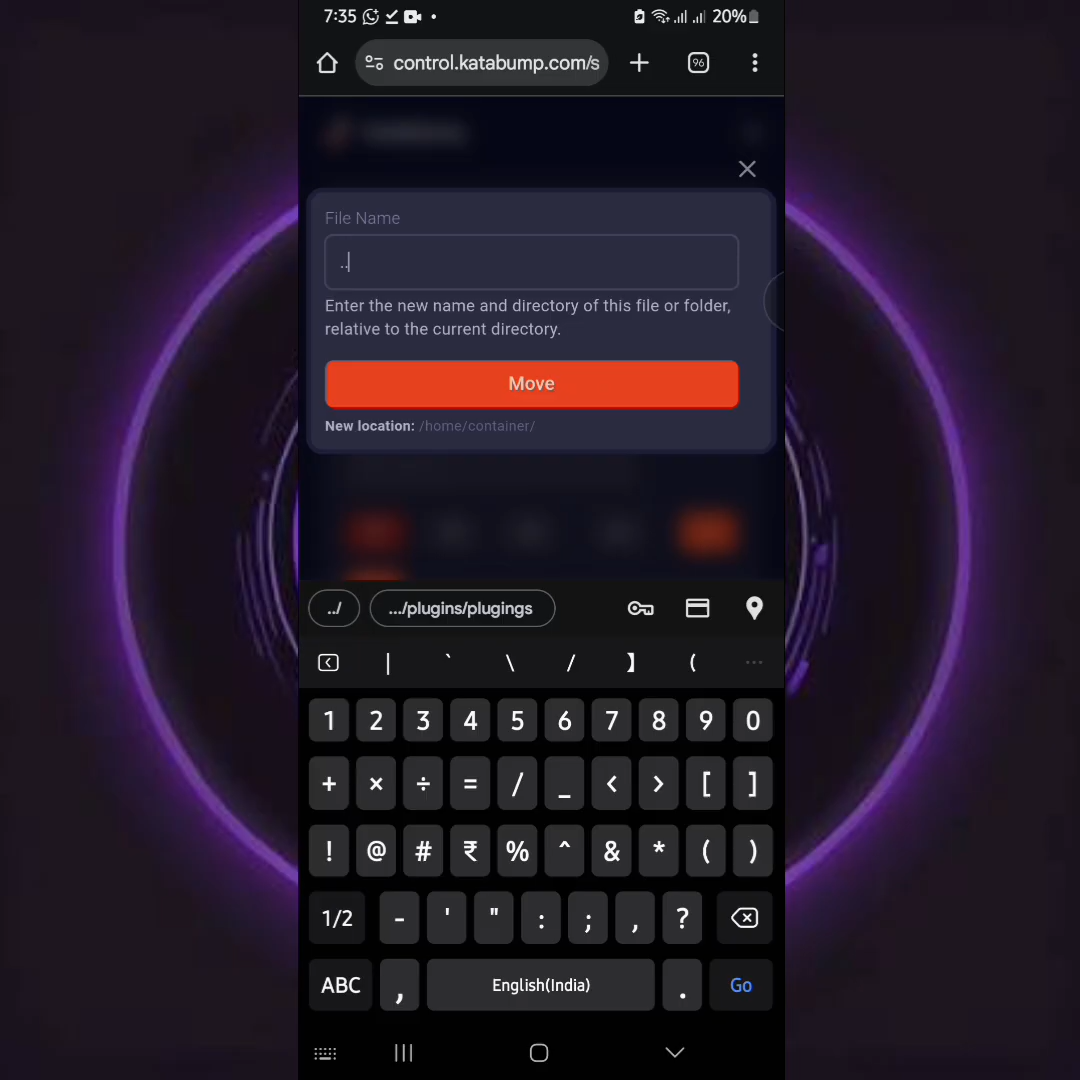 7:35 20%
control.katabump.com/s 96
File Name
..
Enter the new name and directory of this file or folder,
relative to the current directory.
Move
New location: /home/container/
../ .../plugins/plugings
| ` \ / 】 ( ...
1 2 3 4 5 6 7 8 9 0
+ × ÷ = / _ < > [ ]
! @ # ₹ % ^ & * ( )
1/2 - ' " : ; , ?
ABC , English(India) . Go